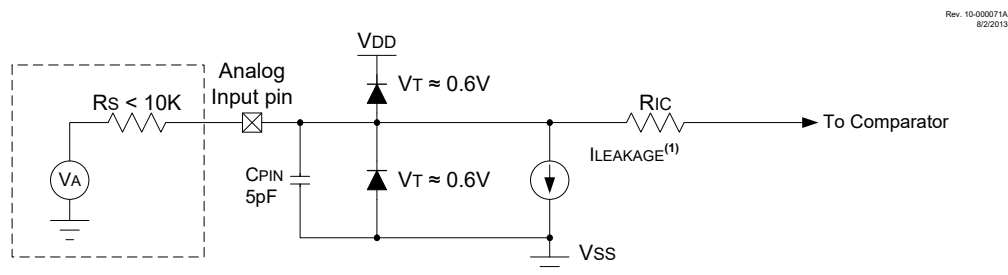 Rev. 10-000071A
8/2/2013
VDD
Analog
Input pin
VT ≈ 0.6V
RS < 10K
RIC
To Comparator
ILEAKAGE(1)
CPIN
5pF
VT ≈ 0.6V
VA
VSS